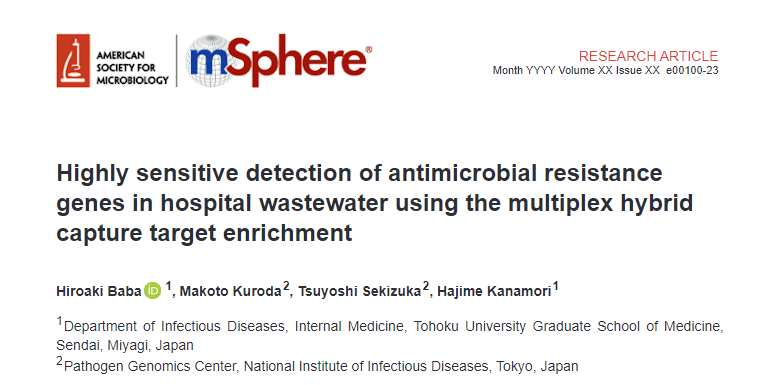 AMERICAN
SOCIETY FOR
MICROBIOLOGY
mSphere®
RESEARCH ARTICLE
Month YYYY Volume XX Issue XX e00100-23
Highly sensitive detection of antimicrobial resistance
genes in hospital wastewater using the multiplex hybrid
capture target enrichment
Hiroaki Baba iD 1, Makoto Kuroda2, Tsuyoshi Sekizuka2, Hajime Kanamori1
1Department of Infectious Diseases, Internal Medicine, Tohoku University Graduate School of Medicine,
Sendai, Miyagi, Japan
2Pathogen Genomics Center, National Institute of Infectious Diseases, Tokyo, Japan